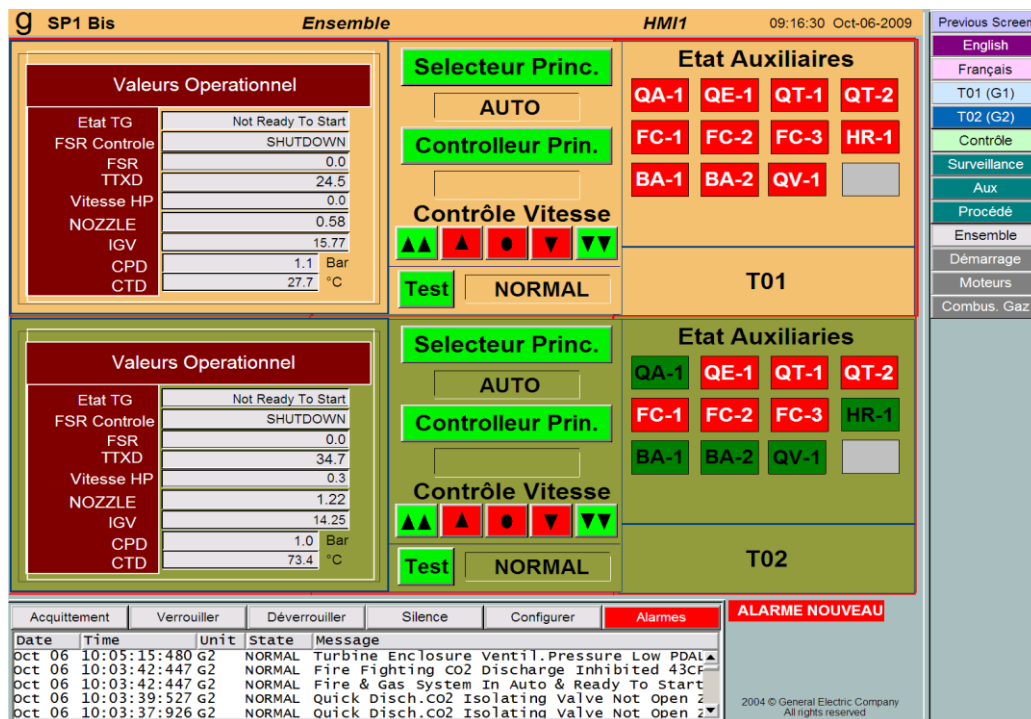 g SP1 Bis Ensemble HMI1 09:16:30 Oct-06-2009
Valeurs Operationnel
Etat TG Not Ready To Start
FSR Controle SHUTDOWN
FSR 0.0
TTXD 24.5
Vitesse HP 0.0
NOZZLE 0.58
IGV 15.77
CPD 1.1 Bar
CTD 27.7 °C
Selecteur Princ.
AUTO
Controlleur Prin.
Contrôle Vitesse
Test NORMAL
Etat Auxiliaires
QA-1 QE-1 QT-1 QT-2
FC-1 FC-2 FC-3 HR-1
BA-1 BA-2 QV-1
T01
Valeurs Operationnel
Etat TG Not Ready To Start
FSR Controle SHUTDOWN
FSR 0.0
TTXD 34.7
Vitesse HP 0.3
NOZZLE 1.22
IGV 14.25
CPD 1.0 Bar
CTD 73.4 °C
Selecteur Princ.
AUTO
Controlleur Prin.
Contrôle Vitesse
Test NORMAL
Etat Auxiliaries
QA-1 QE-1 QT-1 QT-2
FC-1 FC-2 FC-3 HR-1
BA-1 BA-2 QV-1
T02
Previous Screen
English
Français
T01 (G1)
T02 (G2)
Contrôle
Surveillance
Aux
Procédé
Ensemble
Démarrage
Moteurs
Combus. Gaz
Acquittement Verrouiller Déverrouiller Silence Configurer Alarmes
ALARME NOUVEAU
Date Time Unit State Message
Oct 06 10:05:15:480 G2 NORMAL Turbine Enclosure Ventil.Pressure Low PDAL
Oct 06 10:03:42:447 G2 NORMAL Fire Fighting CO2 Discharge Inhibited 43CP
Oct 06 10:03:42:447 G2 NORMAL Fire & Gas System In Auto & Ready To Start
Oct 06 10:03:39:527 G2 NORMAL Quick Disch.CO2 Isolating Valve Not Open Z
Oct 06 10:03:37:926 G2 NORMAL Quick Disch.CO2 Isolating Valve Not Open Z
2004 © General Electric Company
All rights reserved